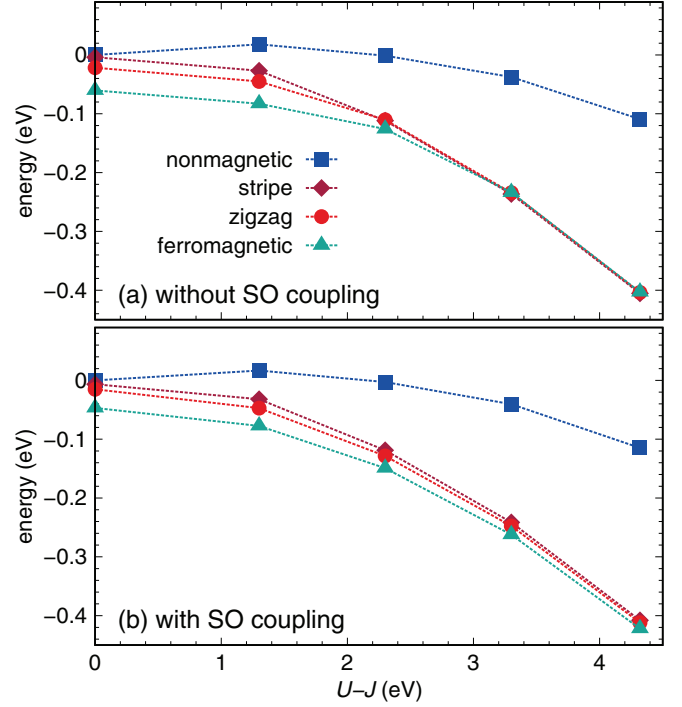 0
−0.1
−0.2
−0.3
−0.4
energy (eV)
nonmagnetic
stripe
zigzag
ferromagnetic
(a) without SO coupling
0
−0.1
−0.2
−0.3
−0.4
energy (eV)
(b) with SO coupling
0 1 2 3 4
U–J (eV)